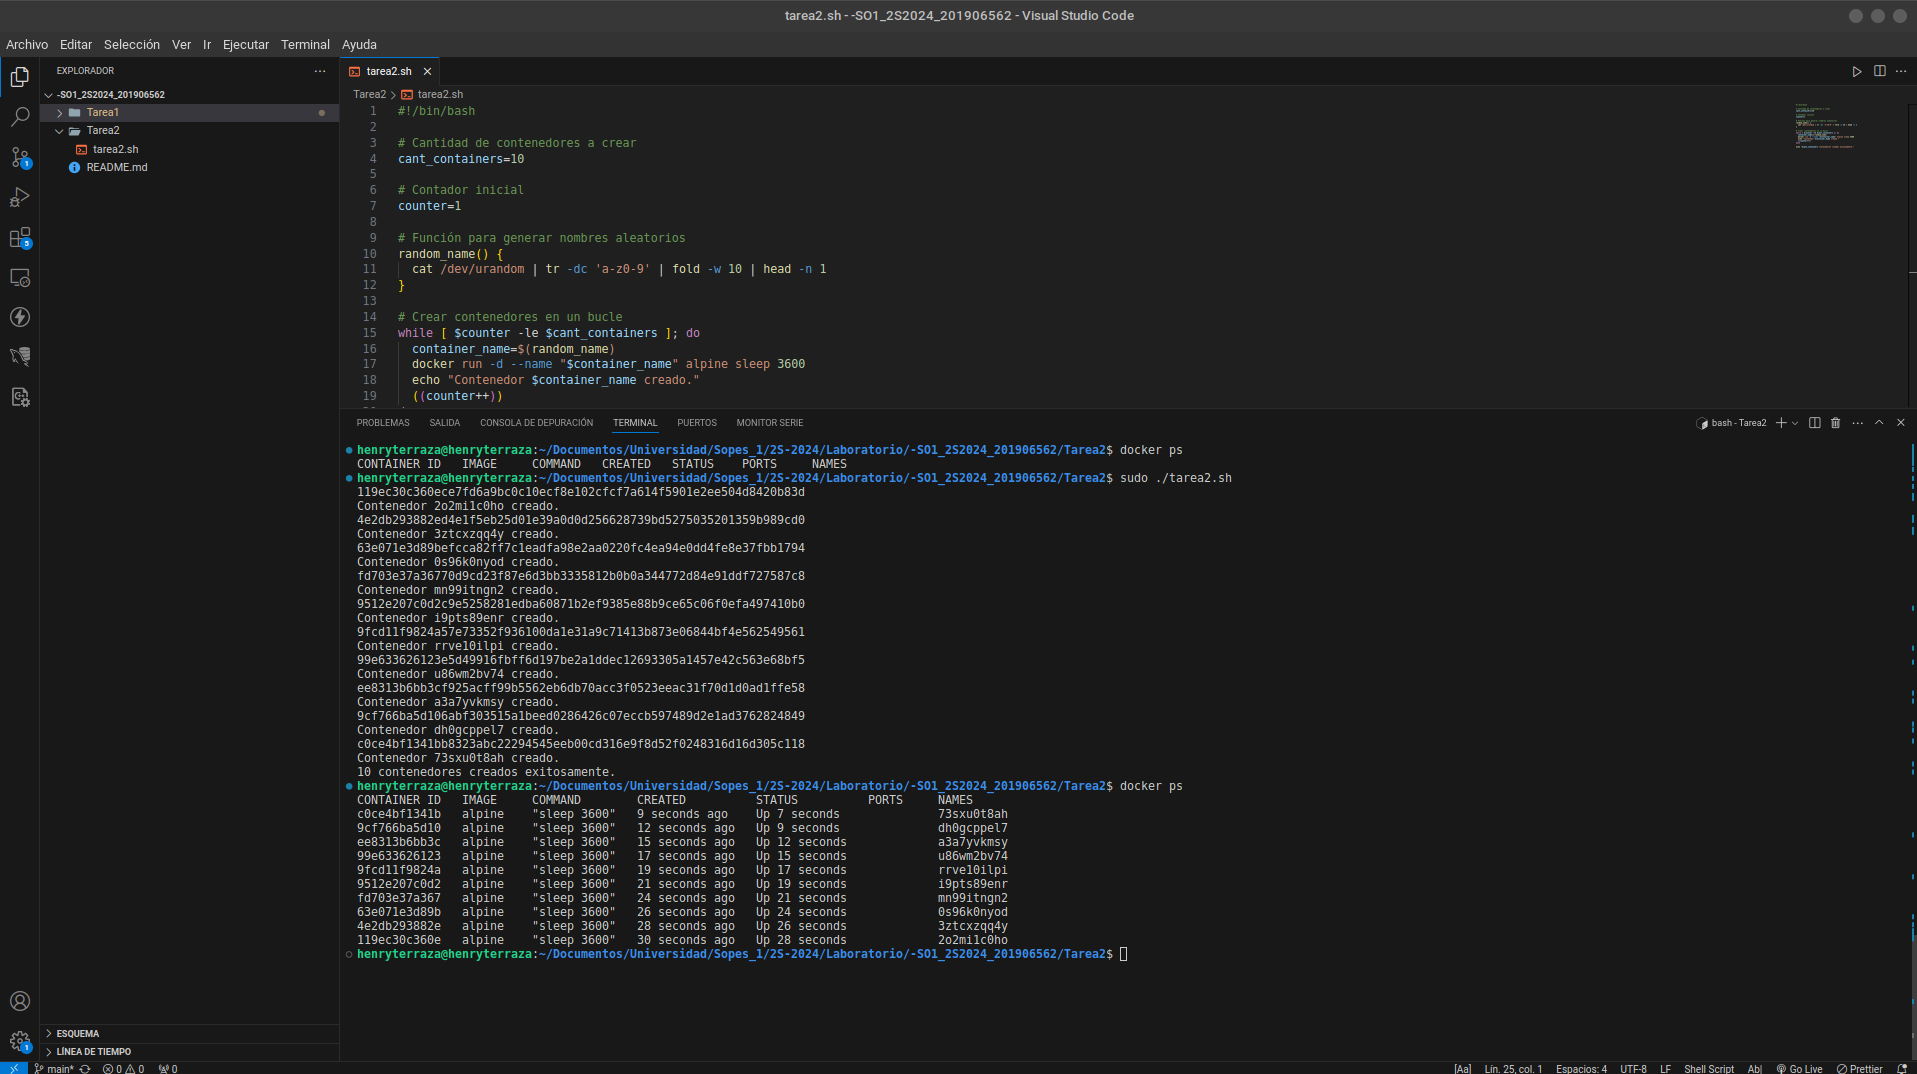 tarea2.sh - -SO1_2S2024_201906562 - Visual Studio Code
Archivo Editar Selección Ver Ir Ejecutar Terminal Ayuda
EXPLORADOR
-SO1_2S2024_201906562
Tarea1
Tarea2
tarea2.sh
README.md
ESQUEMA
LÍNEA DE TIEMPO
tarea2.sh
Tarea2 > tarea2.sh
1 #!/bin/bash
2
3 # Cantidad de contenedores a crear
4 cant_containers=10
5
6 # Contador inicial
7 counter=1
8
9 # Función para generar nombres aleatorios
10 random_name() {
11 cat /dev/urandom | tr -dc 'a-z0-9' | fold -w 10 | head -n 1
12 }
13
14 # Crear contenedores en un bucle
15 while [ $counter -le $cant_containers ]; do
16 container_name=$(random_name)
17 docker run -d --name "$container_name" alpine sleep 3600
18 echo "Contenedor $container_name creado."
19 ((counter++))
PROBLEMAS SALIDA CONSOLA DE DEPURACIÓN TERMINAL PUERTOS MONITOR SERIE
bash - Tarea2
henryterraza@henryterraza:~/Documentos/Universidad/Sopes_1/2S-2024/Laboratorio/-SO1_2S2024_201906562/Tarea2$ docker ps
CONTAINER ID IMAGE COMMAND CREATED STATUS PORTS NAMES
henryterraza@henryterraza:~/Documentos/Universidad/Sopes_1/2S-2024/Laboratorio/-SO1_2S2024_201906562/Tarea2$ sudo ./tarea2.sh
119ec30c360ece7fd6a9bc0c10ecf8e102cfcf7a614f5901e2ee504d8420b83d
Contenedor 2o2mi1c0ho creado.
4e2db293882ed4e1f5eb25d01e39a0d0d256628739bd5275035201359b989cd0
Contenedor 3ztcxzqq4y creado.
63e071e3d89befcca82ff7c1eadfa98e2aa0220fc4ea94e0dd4fe8e37fbb1794
Contenedor 0s96k0nyod creado.
fd703e37a36770d9cd23f87e6d3bb3335812b0b0a344772d84e91ddf727587c8
Contenedor mn99itngn2 creado.
9512e207c0d2c9e5258281edba60871b2ef9385e88b9ce65c06f0efa497410b0
Contenedor i9pts89enr creado.
9fcd11f9824a57e73352f936100da1e31a9c71413b873e06844bf4e562549561
Contenedor rrve10ilpi creado.
99e633626123e5d49916fbff6d197be2a1ddec12693305a1457e42c563e68bf5
Contenedor u86wm2bv74 creado.
ee8313b6bb3cf925acff99b5562eb6db70acc3f0523eeac31f70d1d0ad1ffe58
Contenedor a3a7yvkmsy creado.
9cf766ba5d106abf303515a1beed0286426c07eccb597489d2e1ad3762824849
Contenedor dh0gcppel7 creado.
c0ce4bf1341bb8323abc22294545eeb00cd316e9f8d52f0248316d16d305c118
Contenedor 73sxu0t8ah creado.
10 contenedores creados exitosamente.
henryterraza@henryterraza:~/Documentos/Universidad/Sopes_1/2S-2024/Laboratorio/-SO1_2S2024_201906562/Tarea2$ docker ps
CONTAINER ID IMAGE COMMAND CREATED STATUS PORTS NAMES
c0ce4bf1341b alpine "sleep 3600" 9 seconds ago Up 7 seconds 73sxu0t8ah
9cf766ba5d10 alpine "sleep 3600" 12 seconds ago Up 9 seconds dh0gcppel7
ee8313b6bb3c alpine "sleep 3600" 15 seconds ago Up 12 seconds a3a7yvkmsy
99e633626123 alpine "sleep 3600" 17 seconds ago Up 15 seconds u86wm2bv74
9fcd11f9824a alpine "sleep 3600" 19 seconds ago Up 17 seconds rrve10ilpi
9512e207c0d2 alpine "sleep 3600" 21 seconds ago Up 19 seconds i9pts89enr
fd703e37a367 alpine "sleep 3600" 24 seconds ago Up 21 seconds mn99itngn2
63e071e3d89b alpine "sleep 3600" 26 seconds ago Up 24 seconds 0s96k0nyod
4e2db293882e alpine "sleep 3600" 28 seconds ago Up 26 seconds 3ztcxzqq4y
119ec30c360e alpine "sleep 3600" 30 seconds ago Up 28 seconds 2o2mi1c0ho
henryterraza@henryterraza:~/Documentos/Universidad/Sopes_1/2S-2024/Laboratorio/-SO1_2S2024_201906562/Tarea2$
main* 0 0 0 [Aa] Lín. 25, col. 1 Espacios: 4 UTF-8 LF Shell Script Ab| Go Live Prettier